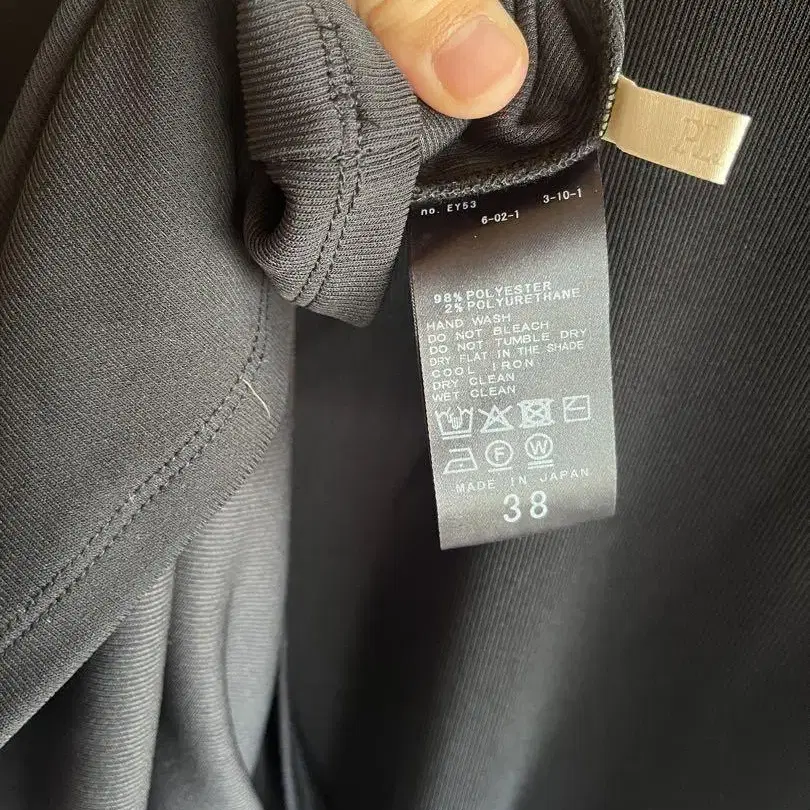 no. EY53
3-10-1
6-02-1
98% POLYESTER
2% POLYURETHANE
HAND WASH
DO NOT BLEACH
DO NOT TUMBLE DRY
DRY FLAT IN THE SHADE
COOL IRON
DRY CLEAN
WET CLEAN
F W
MADE IN JAPAN
38